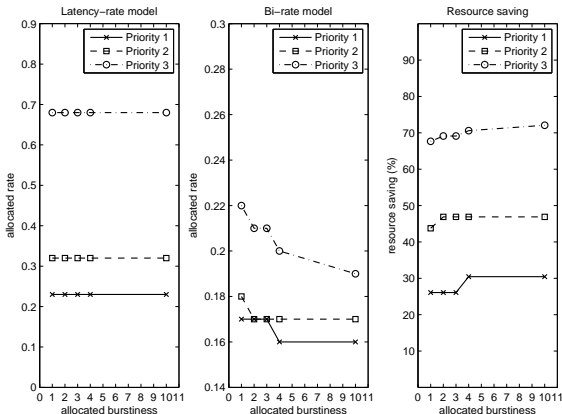 Latency-rate model
allocated rate
0.9
0.8
0.7
0.6
0.5
0.4
0.3
0.2
0.1
0
Priority 1
Priority 2
Priority 3
0 1 2 3 4 5 6 7 8 9 10 11
allocated burstiness
Bi-rate model
allocated rate
0.3
0.28
0.26
0.24
0.22
0.2
0.18
0.16
0.14
Priority 1
Priority 2
Priority 3
0 1 2 3 4 5 6 7 8 9 10 11
allocated burstiness
Resource saving
resource saving (%)
90
80
70
60
50
40
30
20
10
Priority 1
Priority 2
Priority 3
0 1 2 3 4 5 6 7 8 9 10 11
allocated burstiness